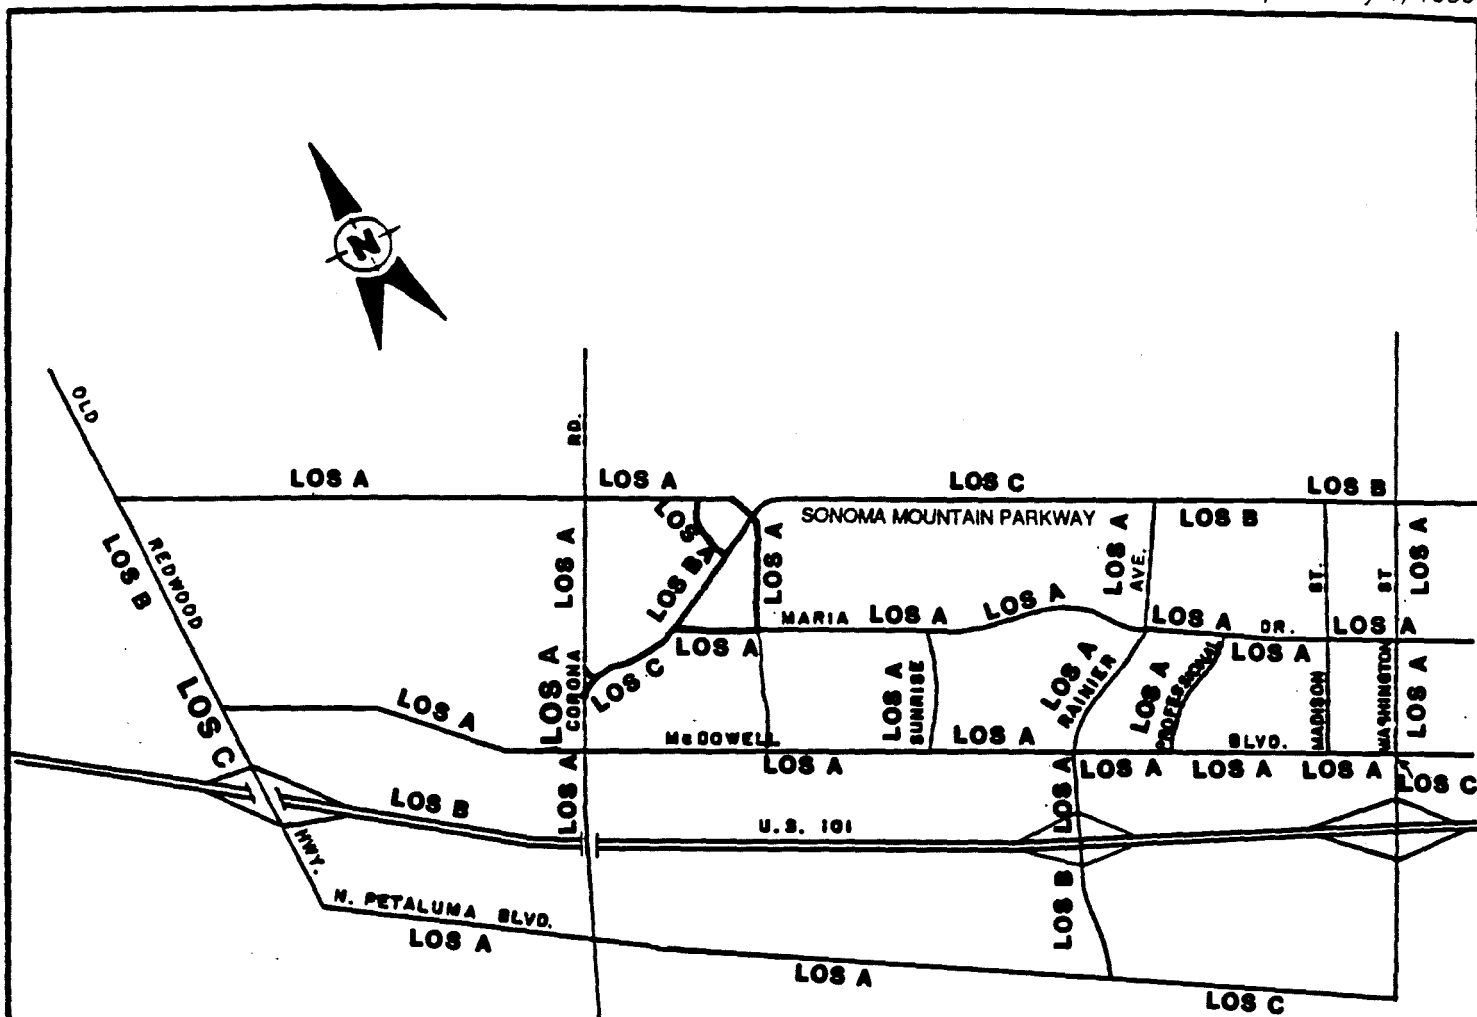 N
OLD
RD.
LOS A
LOS A
LOS C
LOS B
SONOMA MOUNTAIN PARKWAY
LOS
A
LOS B
LOS A
LOS A
LOS A
AVE.
LOS B
ST.
ST
LOS A
REDWOOD
LOS B
LOS B
MARIA
LOS A
LOS A
LOS A
DR.
LOS A
LOS A
LOS A
LOS C
LOS A
CORONA
LOS A
SUNRISE
LOS A
RAINIER
LOS A
PROFESSIONAL
MADISON
WASHINGTON
LOS A
LOS C
LOS A
McDOWELL
LOS A
LOS A
BLVD.
LOS A
LOS A
LOS A
LOS C
LOS A
LOS A
LOS B
U.S. 101
HWY.
N. PETALUMA BLVD.
LOS A
LOS B
LOS A
LOS C